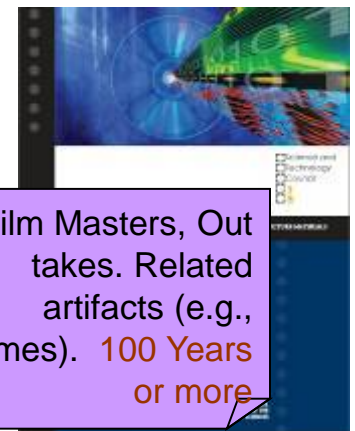 Science and
Technology
Council
ilm Masters, Out
takes. Related
artifacts (e.g.,
mes). 100 Years
or more